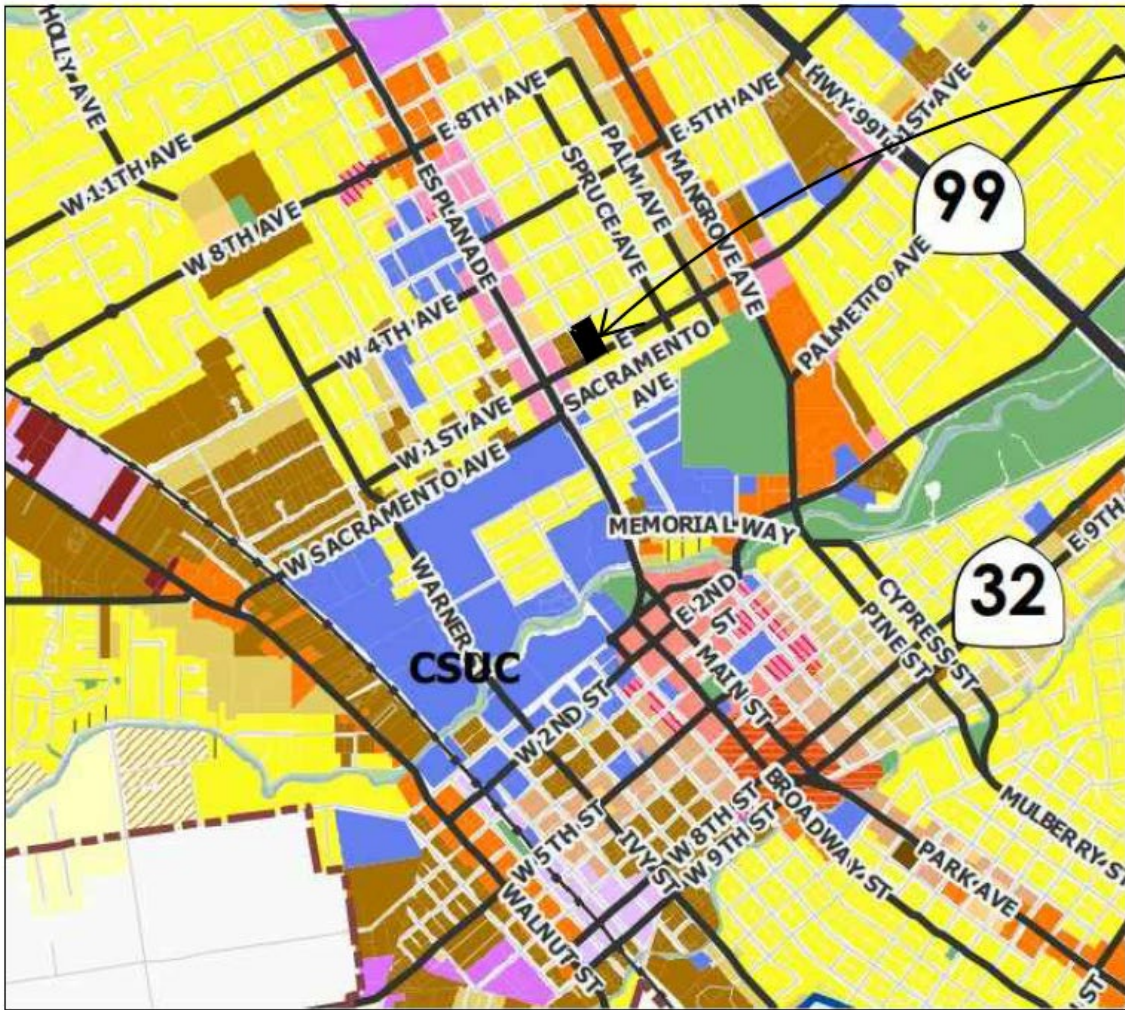 HOLLY AVE
W 11TH AVE
W 8TH AVE
E 8TH AVE
ESPLANADE
PALM AVE
SPRUCE AVE
E 5TH AVE
MANGROVE AVE
HWY 99
E 1ST AVE
99
PALMETTO AVE
W 4TH AVE
SACRAMENTO
AVE
W 1ST AVE
W SACRAMENTO AVE
MEMORIAL WAY
E 9TH
32
CYPRESS ST
PINE ST
WARNER
CSUC
E 2ND
ST
MAIN ST
W 2ND ST
W 5TH ST
IVY ST
W 8TH ST
W 9TH ST
BROADWAY ST
MULBERRY ST
PARK AVE
WALNUT ST
ST